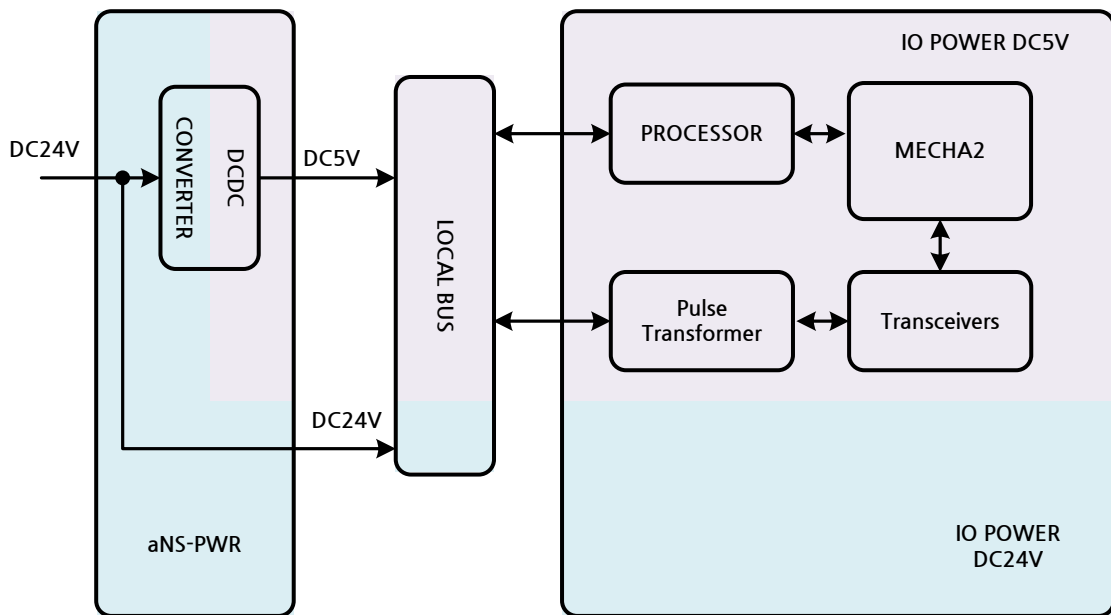 IO POWER DC5V
DC24V
CONVERTER
DCDC
DC5V
LOCAL BUS
PROCESSOR
MECHA2
Pulse
Transformer
Transceivers
DC24V
aNS-PWR
IO POWER
DC24V